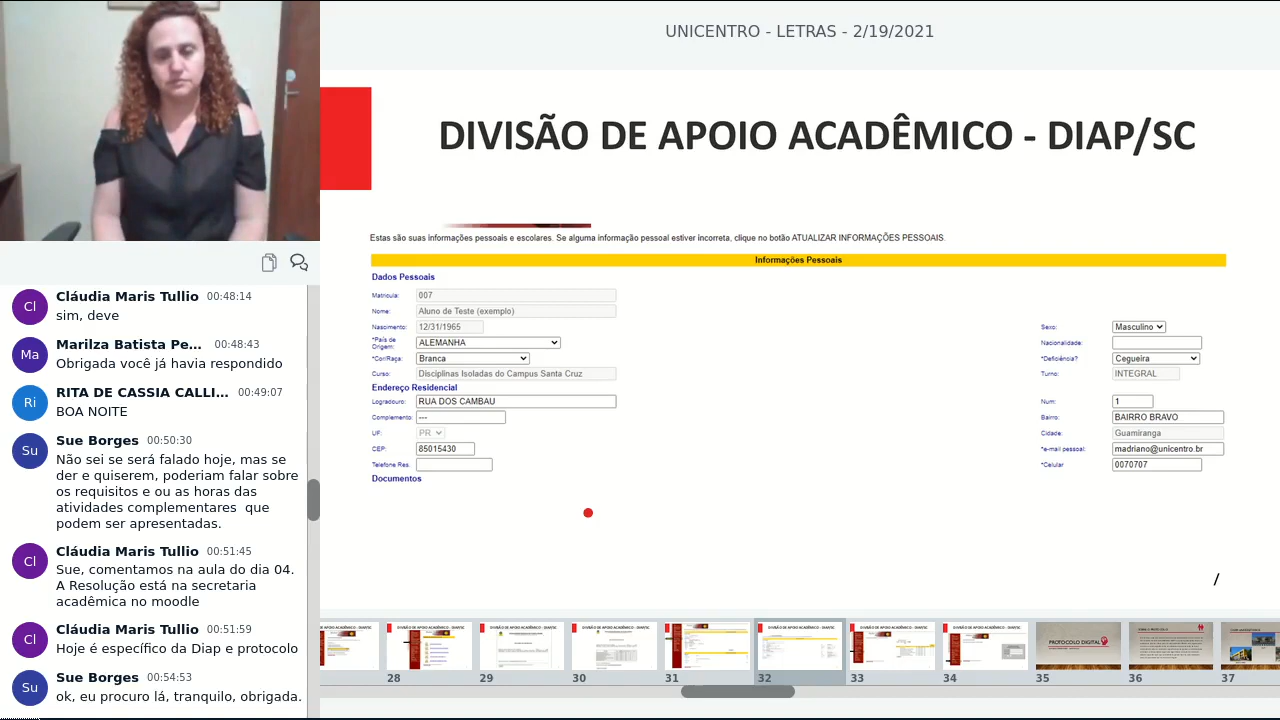 UNICENTRO - LETRAS - 2/19/2021
DIVISÃO DE APOIO ACADÊMICO - DIAP/SC
Estas são suas informações pessoais e escolares. Se alguma informação pessoal estiver incorreta, clique no botão ATUALIZAR INFORMAÇÕES PESSOAIS.
Informações Pessoais
Dados Pessoais
Matrícula: 007
Nome: Aluno de Teste (exemplo)
Nascimento: 12/31/1965 Sexo: Masculino
*País de Origem: ALEMANHA Nacionalidade:
*Cor/Raça: Branca *Deficiência? Cegueira
Curso: Disciplinas Isoladas do Campus Santa Cruz Turno: INTEGRAL
Endereço Residencial
Logradouro: RUA DOS CAMBAU Num: 1
Complemento: --- Bairro: BAIRRO BRAVO
UF: PR Cidade: Guamiranga
CEP: 85015430 *e-mail pessoal: madriano@unicentro.br
Telefone Res. *Celular 0070707
Documentos
/
Cl Cláudia Maris Tullio 00:48:14
sim, deve
Ma Marilza Batista Pe... 00:48:43
Obrigada você já havia respondido
Ri RITA DE CASSIA CALLI... 00:49:07
BOA NOITE
Su Sue Borges 00:50:30
Não sei se será falado hoje, mas se
der e quiserem, poderiam falar sobre
os requisitos e ou as horas das
atividades complementares que
podem ser apresentadas.
Cl Cláudia Maris Tullio 00:51:45
Sue, comentamos na aula do dia 04.
A Resolução está na secretaria
acadêmica no moodle
Cl Cláudia Maris Tullio 00:51:59
Hoje é específico da Diap e protocolo
Su Sue Borges 00:54:53
ok, eu procuro lá, tranquilo, obrigada.
PROTOCOLO DIGITAL
28 29 30 31 32 33 34 35 36 37